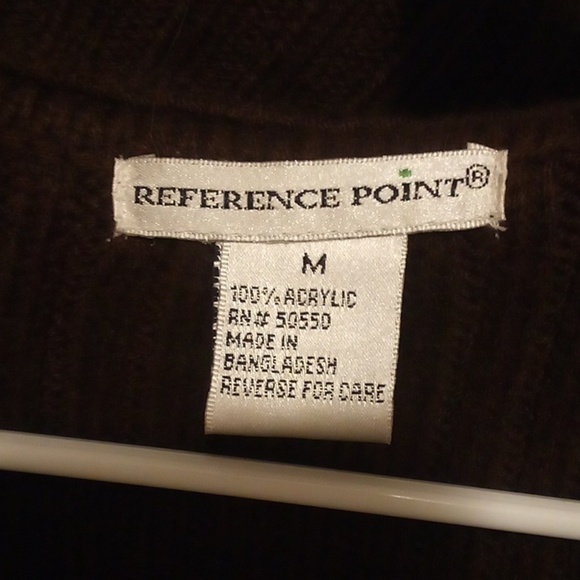 REFERENCE POINT®
M
100% ACRYLIC
RN# 50550
MADE IN
BANGLADESH
REVERSE FOR CARE